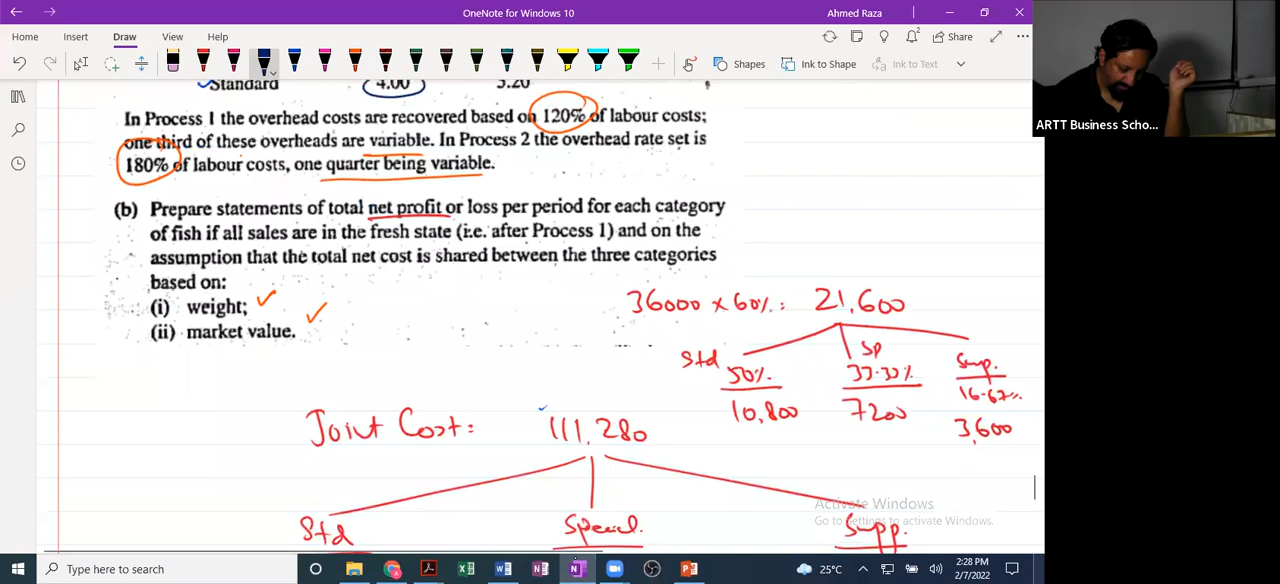 OneNote for Windows 10
Ahmed Raza
Home Insert Draw View Help
Share
Shapes Ink to Shape Ink to Text
ARTT Business Scho...
Standard 4.00 5.20
In Process 1 the overhead costs are recovered based on 120% of labour costs;
one third of these overheads are variable. In Process 2 the overhead rate set is
180% of labour costs, one quarter being variable.
(b) Prepare statements of total net profit or loss per period for each category
of fish if all sales are in the fresh state (i.e. after Process 1) and on the
assumption that the total net cost is shared between the three categories
based on:
(i) weight;
(ii) market value.
36000 x 60% = 21,600
Std SP Sup.
50% 33.33% 16.67%
10,800 7200 3,600
Joint Cost: 111,280
Std Special. Supp.
Activate Windows
Go to Settings to activate Windows.
Type here to search
25°C
2:28 PM
2/7/2022